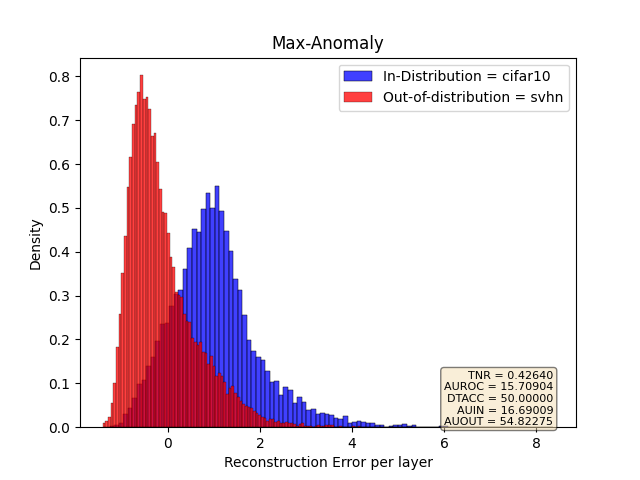 Max-Anomaly
In-Distribution = cifar10
Out-of-distribution = svhn
Density
0.8
0.7
0.6
0.5
0.4
0.3
0.2
0.1
0.0
TNR = 0.42640
AUROC = 15.70904
DTACC = 50.00000
AUIN = 16.69009
AUOUT = 54.82275
0
2
4
6
8
Reconstruction Error per layer